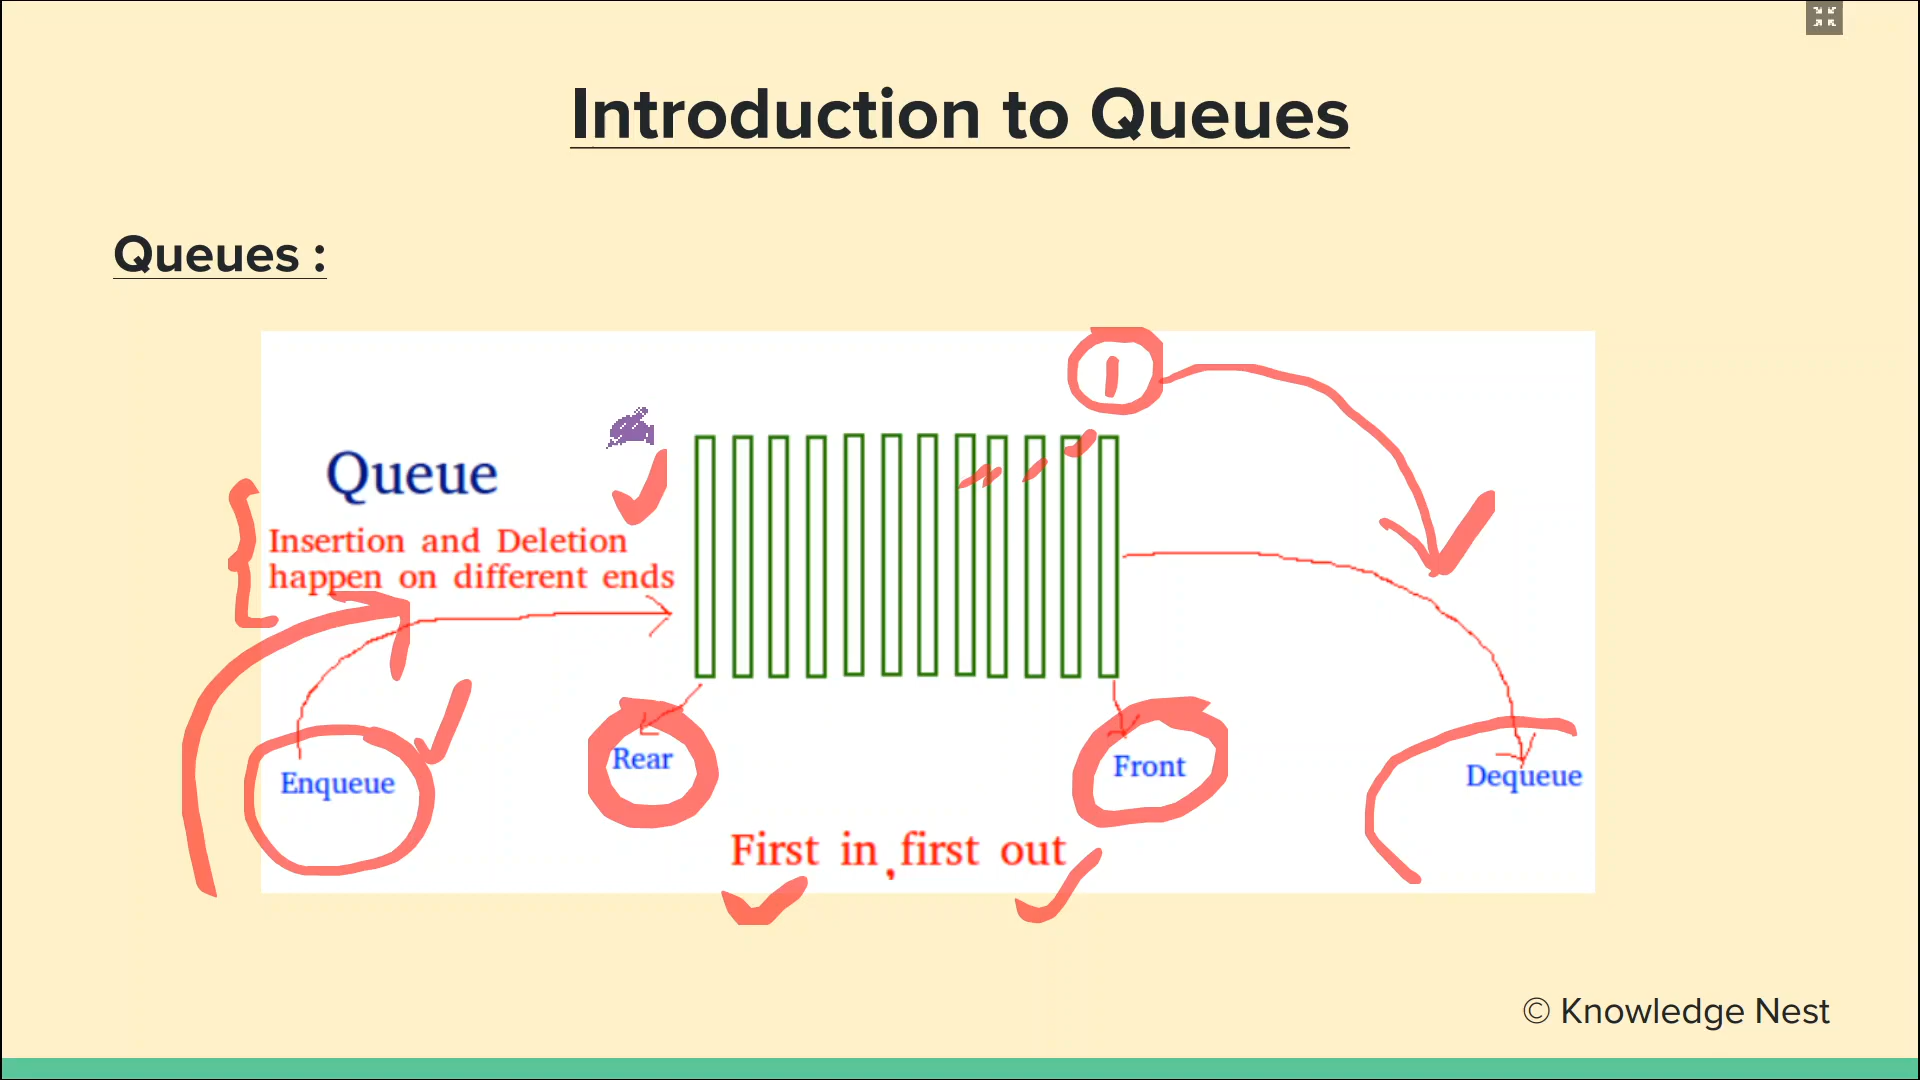 Introduction to Queues
Queues :
1
Queue
Insertion and Deletion
happen on different ends
Enqueue
Rear
Front
Dequeue
First in, first out
© Knowledge Nest